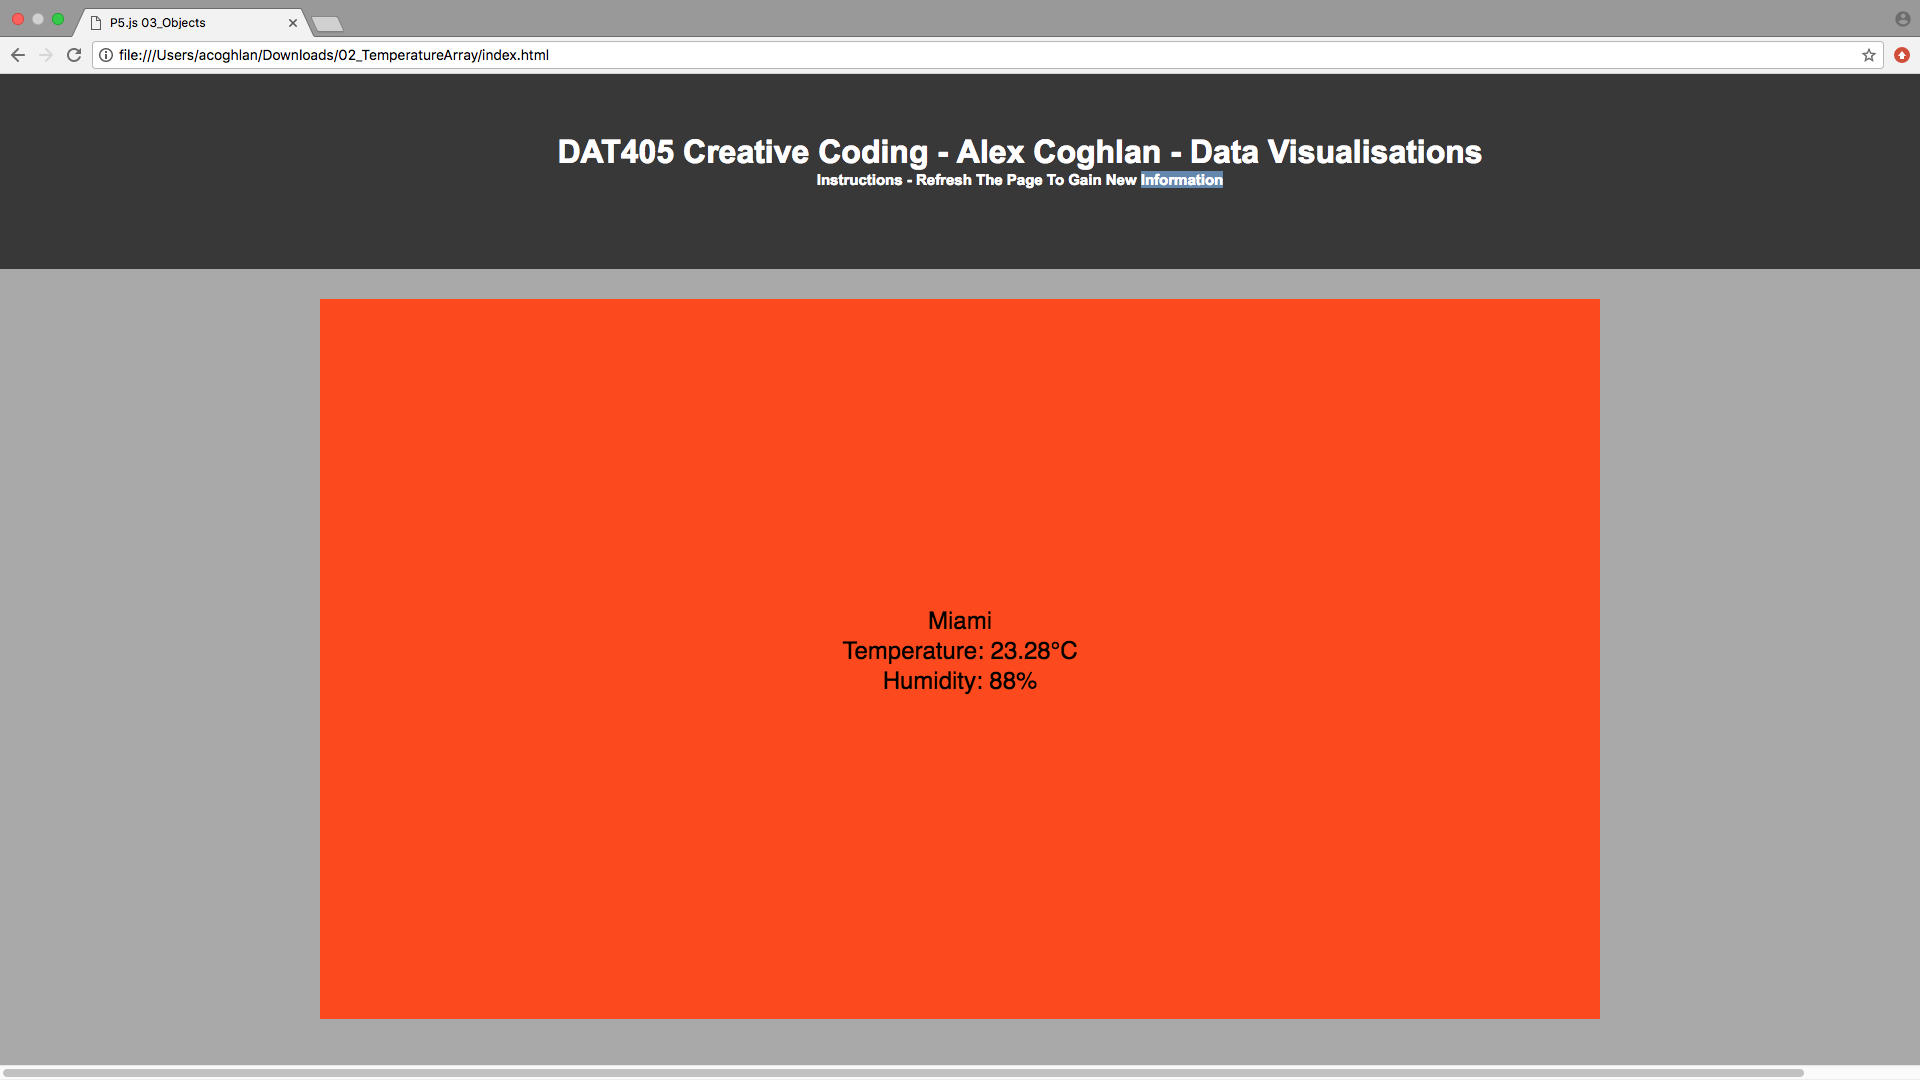 P5.js 03_Objects
file:///Users/acoghlan/Downloads/02_TemperatureArray/index.html
DAT405 Creative Coding - Alex Coghlan - Data Visualisations
Instructions - Refresh The Page To Gain New Information
Miami
Temperature: 23.28°C
Humidity: 88%